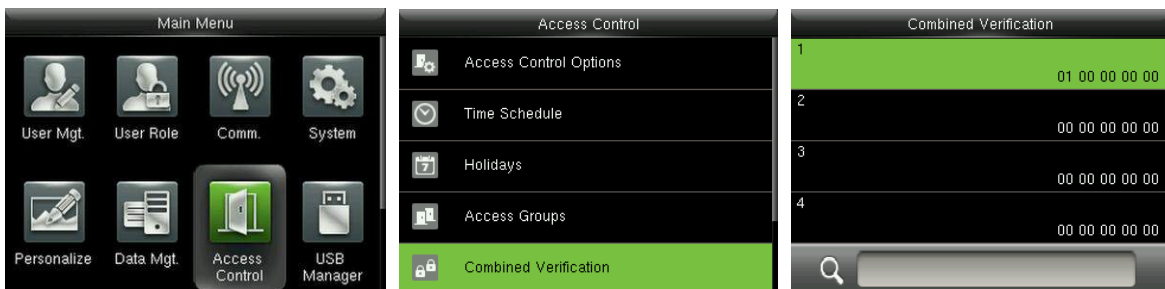 Main Menu
User Mgt.
User Role
Comm.
System
Personalize
Data Mgt.
Access
Control
USB
Manager
Access Control
Access Control Options
Time Schedule
7
Holidays
Access Groups
Combined Verification
Combined Verification
1
01 00 00 00 00
2
00 00 00 00 00
3
00 00 00 00 00
4
00 00 00 00 00